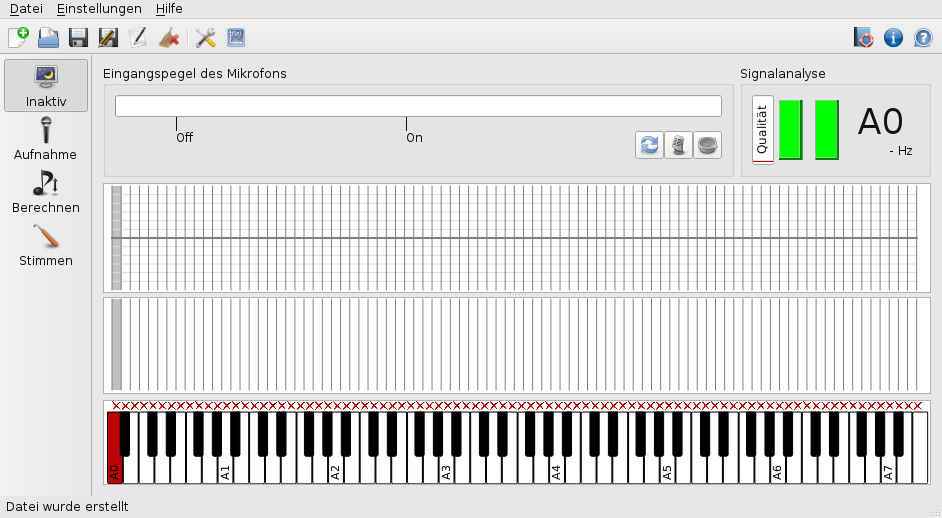 Datei Einstellungen Hilfe
Inaktiv
Aufnahme
Berechnen
Stimmen
Eingangspegel des Mikrofons
Off On
Signalanalyse
Qualität
A0
- Hz
A0 A1 A2 A3 A4 A5 A6 A7
Datei wurde erstellt